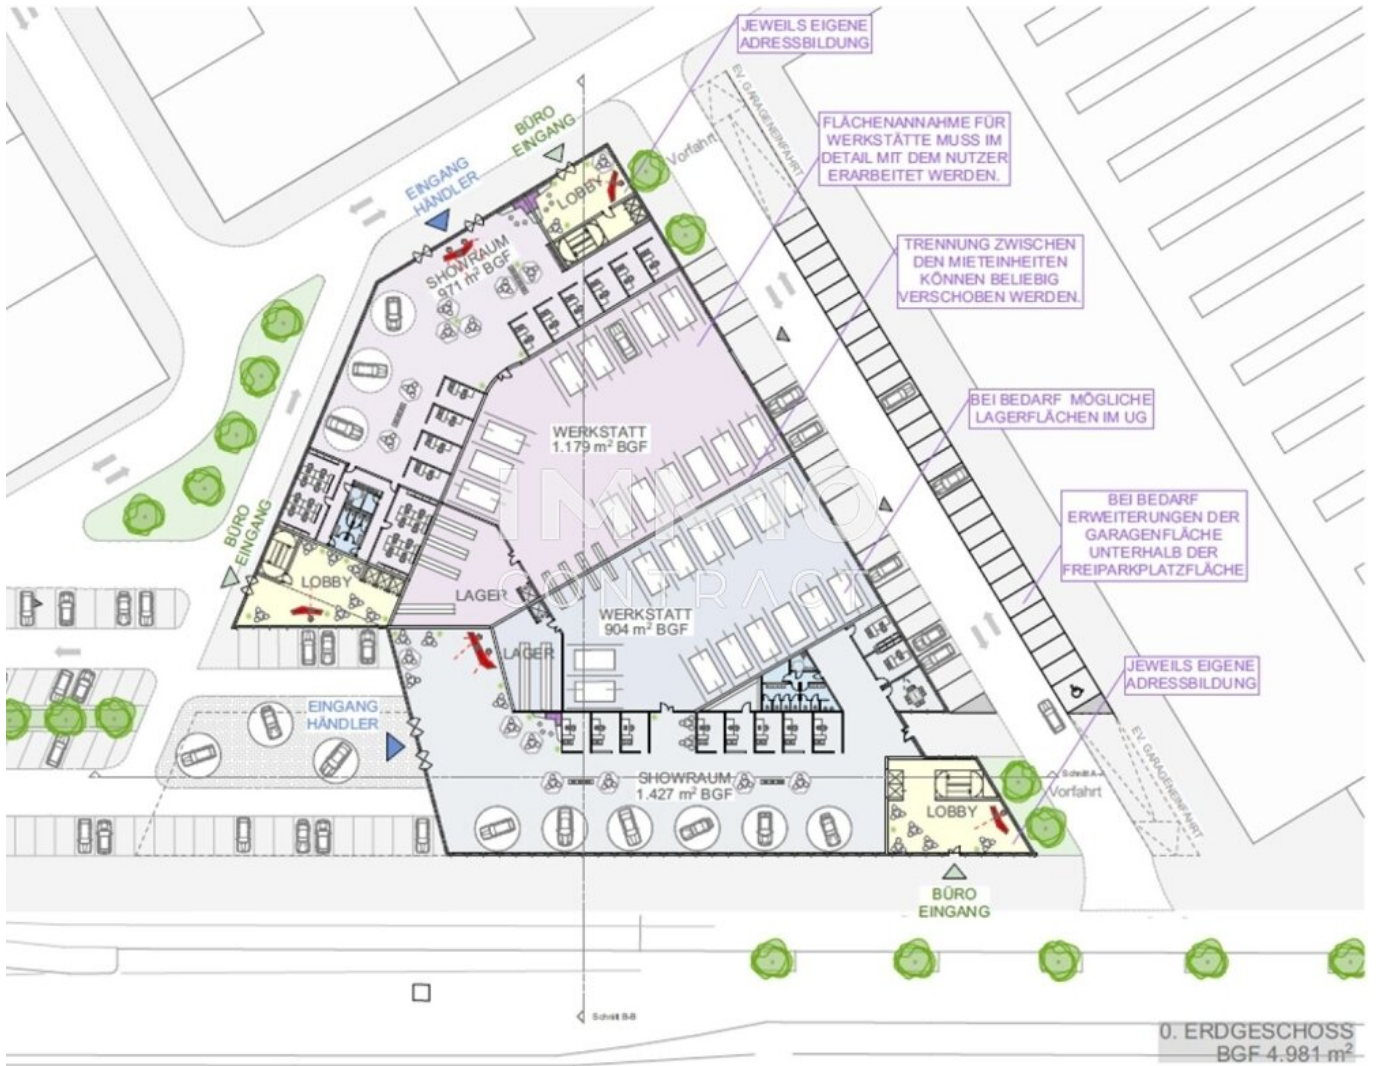 JEWEILS EIGENE
ADRESSBILDUNG
EV. GARAGENEINFAHRT
BÜRO
EINGANG
Vorfahrt
FLÄCHENANNAHME FÜR
WERKSTÄTTE MUSS IM
DETAIL MIT DEM NUTZER
ERARBEITET WERDEN.
EINGANG
HÄNDLER
LOBBY
SHOWRAUM
971 m² BGF
TRENNUNG ZWISCHEN
DEN MIETEINHEITEN
KÖNNEN BELIEBIG
VERSCHOBEN WERDEN.
BEI BEDARF MÖGLICHE
LAGERFLÄCHEN IM UG
WERKSTATT
1.179 m² BGF
IMMO
CONTRACT
BEI BEDARF
ERWEITERUNGEN DER
GARAGENFLÄCHE
UNTERHALB DER
FREIPARKPLATZFLÄCHE
BÜRO
EINGANG
LOBBY
LAGER
WERKSTATT
904 m² BGF
LAGER
JEWEILS EIGENE
ADRESSBILDUNG
EINGANG
HÄNDLER
EV. GARAGENEINFAHRT
SHOWRAUM
1.427 m² BGF
Schnitt A-A
Vorfahrt
LOBBY
BÜRO
EINGANG
Schnitt B-B
0. ERDGESCHOSS
BGF 4.981 m²